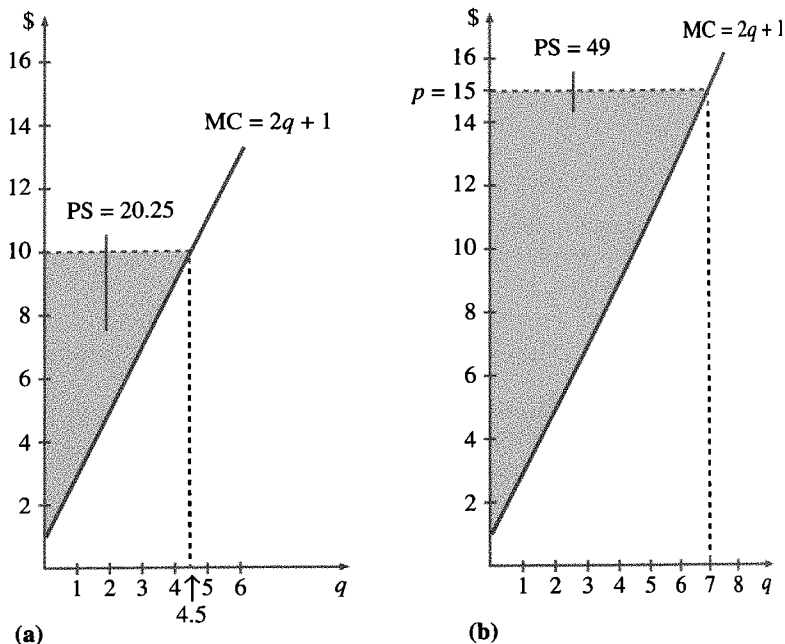 $
16
14
12
10
8
6
4
2
MC = 2q + 1
PS = 20.25
1 2 3 4 5 6 q
4.5
(a)
$
16
p = 15
14
12
10
8
6
4
2
PS = 49
MC = 2q + 1
1 2 3 4 5 6 7 8 q
(b)